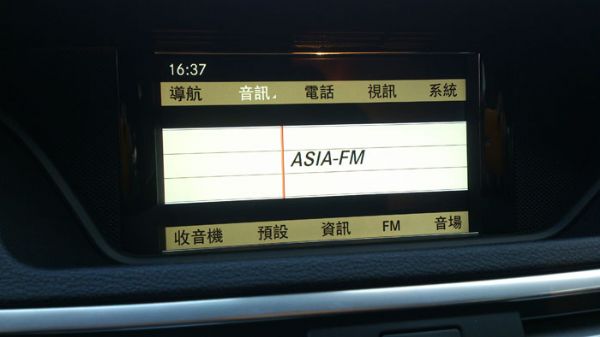 16:37
導航 音訊 電話 視訊 系統
ASIA-FM
收音機 預設 資訊 FM 音場